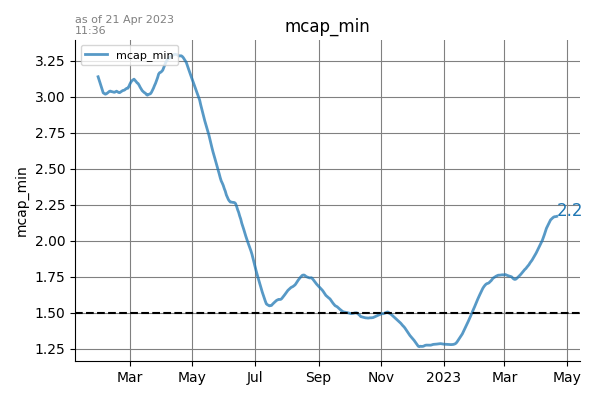 as of 21 Apr 2023
11:36
mcap_min
mcap_min
mcap_min
3.25
3.00
2.75
2.50
2.25
2.00
1.75
1.50
1.25
2.2
Mar
May
Jul
Sep
Nov
2023
Mar
May